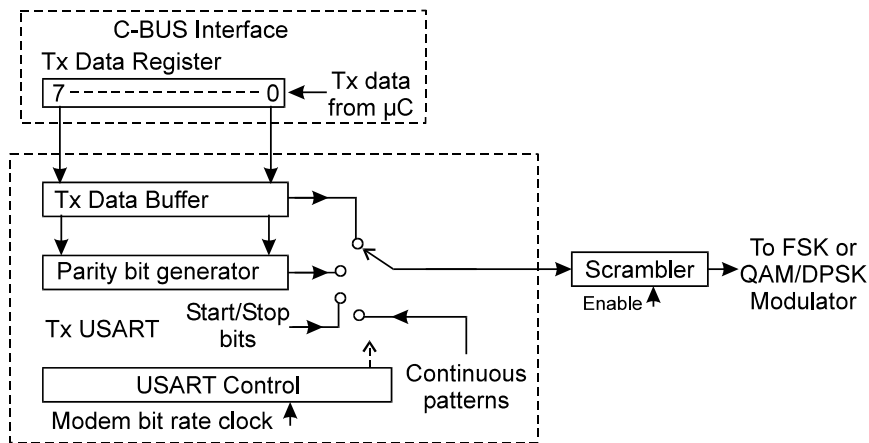 C-BUS Interface
Tx Data Register
7 0
Tx data
from µC
Tx Data Buffer
Parity bit generator
Start/Stop
bits
Tx USART
USART Control
Modem bit rate clock
Continuous
patterns
Scrambler
Enable
To FSK or
QAM/DPSK
Modulator